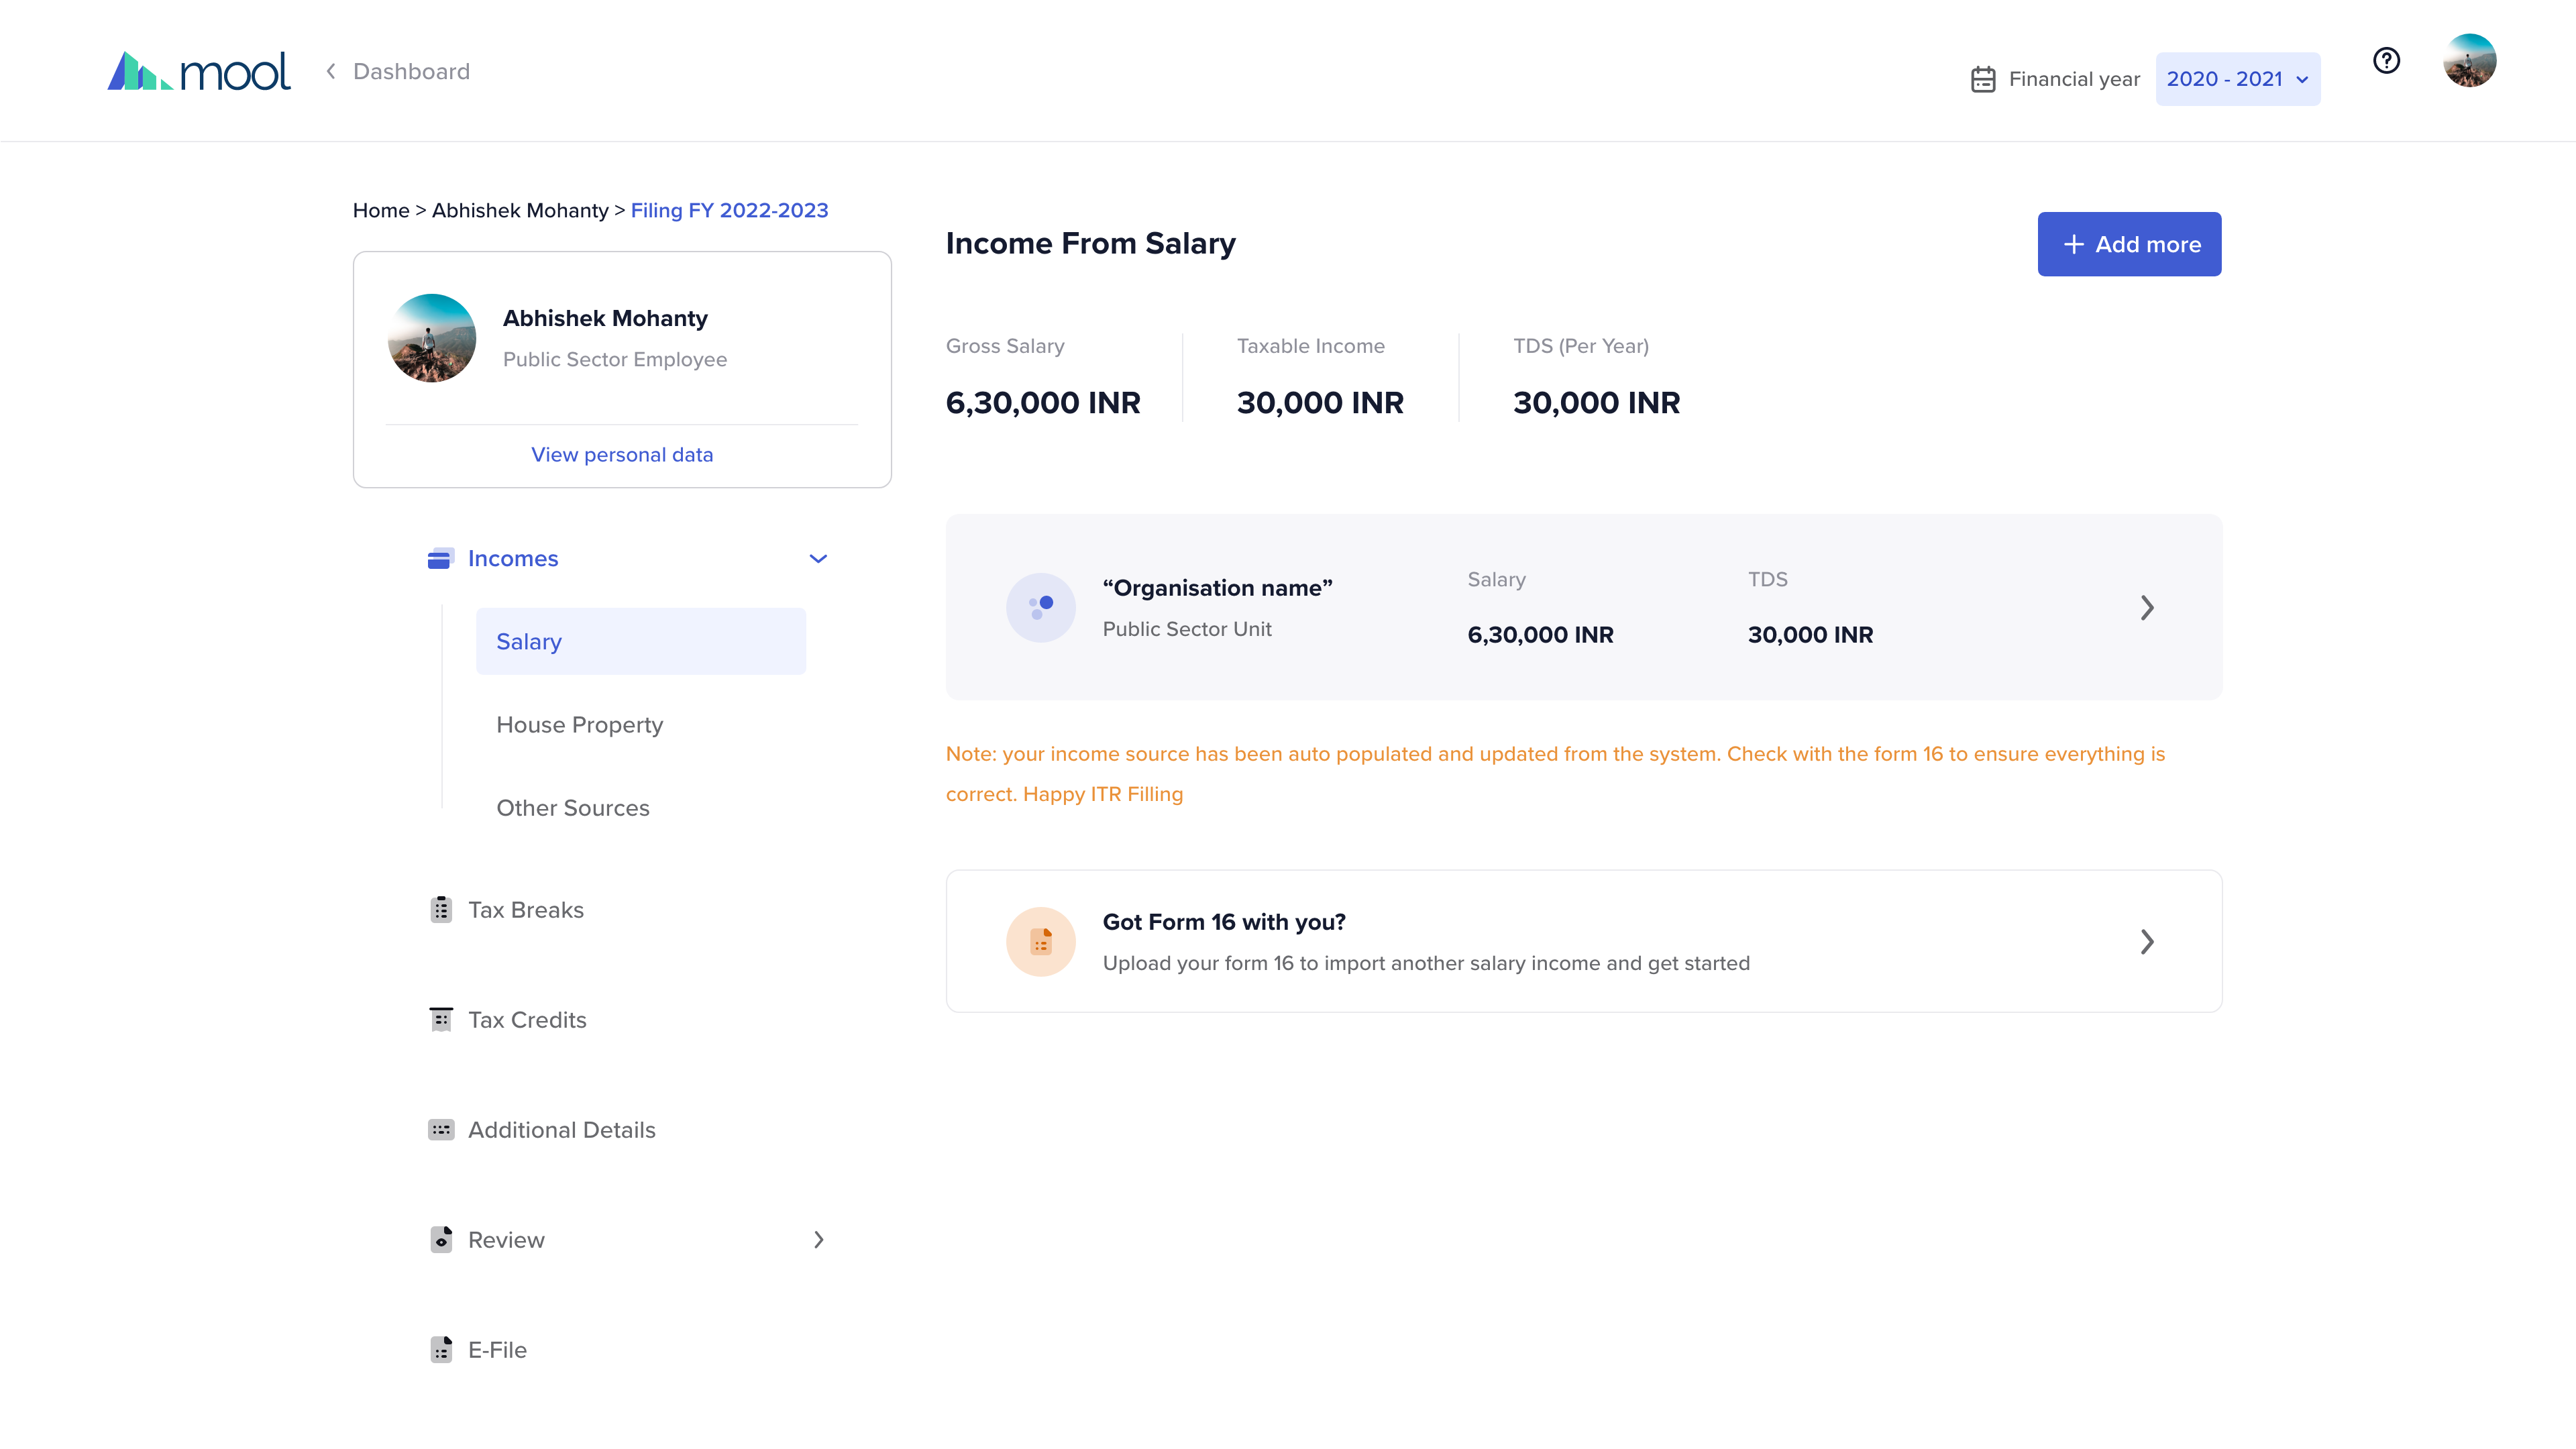 mool
Dashboard
Financial year
2020 - 2021
Home > Abhishek Mohanty > Filing FY 2022-2023
Abhishek Mohanty
Public Sector Employee
View personal data
Incomes
Salary
House Property
Other Sources
Tax Breaks
Tax Credits
Additional Details
Review
E-File
Income From Salary
+ Add more
Gross Salary
6,30,000 INR
Taxable Income
30,000 INR
TDS (Per Year)
30,000 INR
“Organisation name”
Public Sector Unit
Salary
6,30,000 INR
TDS
30,000 INR
Note: your income source has been auto populated and updated from the system. Check with the form 16 to ensure everything is
correct. Happy ITR Filling
Got Form 16 with you?
Upload your form 16 to import another salary income and get started